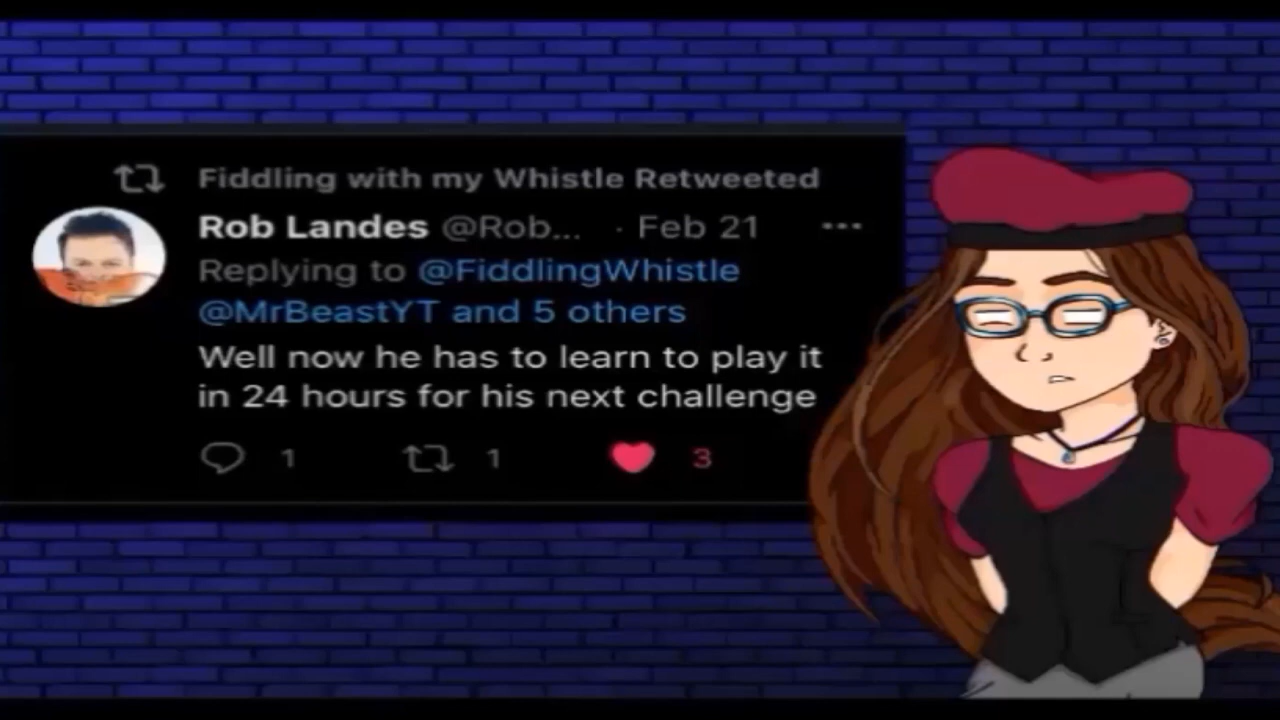 Fiddling with my Whistle Retweeted
Rob Landes @Rob... · Feb 21 ...
Replying to @FiddlingWhistle
@MrBeastYT and 5 others
Well now he has to learn to play it
in 24 hours for his next challenge
1 1 3